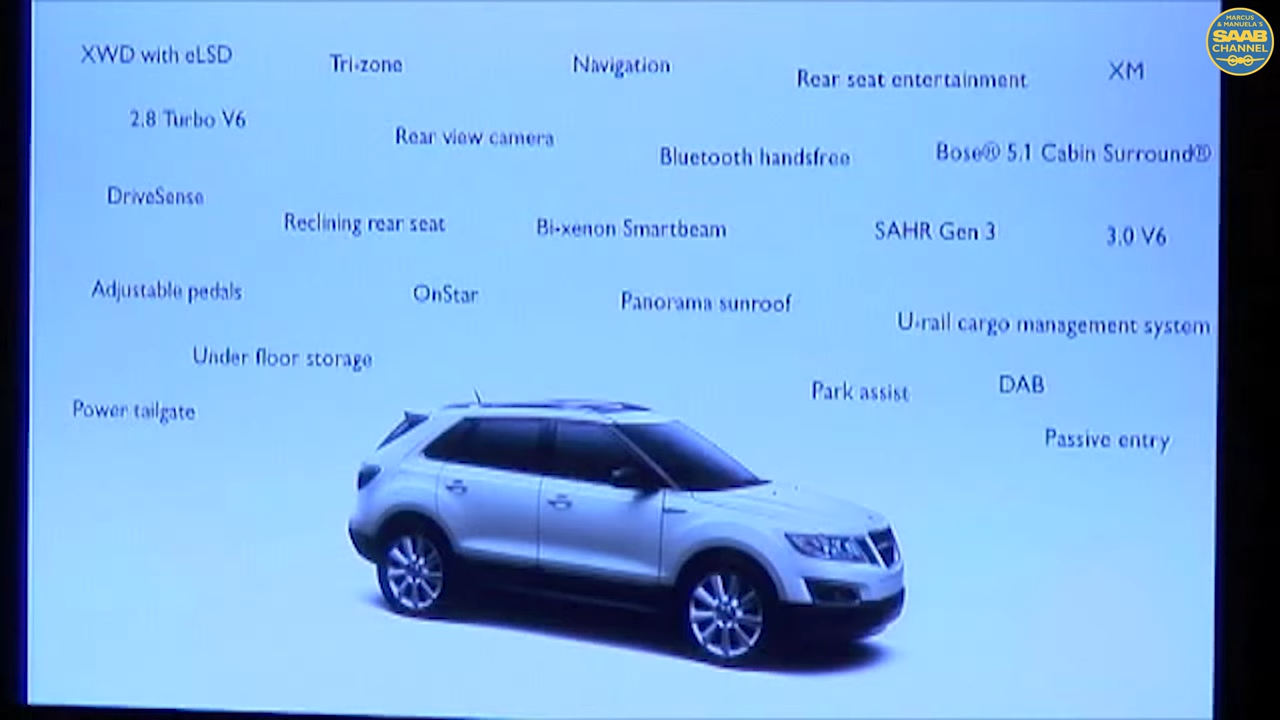 MARCUS
& MANUELA'S
SAAB
CHANNEL
XWD with eLSD
Tri-zone
Navigation
Rear seat entertainment
XM
2.8 Turbo V6
Rear view camera
Bluetooth handsfree
Bose® 5.1 Cabin Surround®
DriveSense
Reclining rear seat
Bi-xenon Smartbeam
SAHR Gen 3
3.0 V6
Adjustable pedals
OnStar
Panorama sunroof
U-rail cargo management system
Under floor storage
Park assist
DAB
Power tailgate
Passive entry